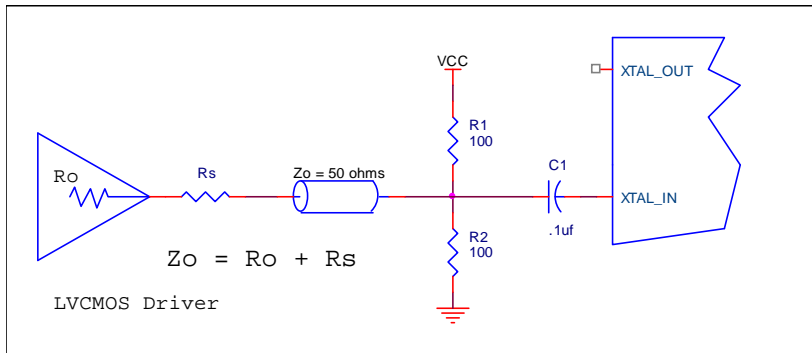 VCC
XTAL_OUT
R1
100
Ro
Rs
Zo = 50 ohms
C1
XTAL_IN
.1uf
R2
100
Zo = Ro + Rs
LVCMOS Driver